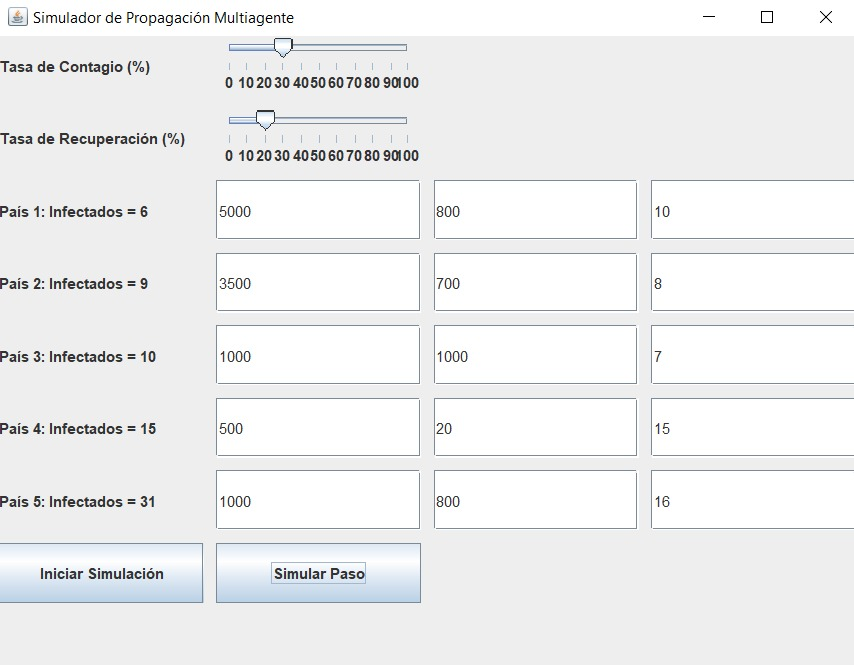 Simulador de Propagación Multiagente
Tasa de Contagio (%)
0 10 20 30 40 50 60 70 80 90 100
Tasa de Recuperación (%)
0 10 20 30 40 50 60 70 80 90 100
País 1: Infectados = 6 5000 800 10
País 2: Infectados = 9 3500 700 8
País 3: Infectados = 10 1000 1000 7
País 4: Infectados = 15 500 20 15
País 5: Infectados = 31 1000 800 16
Iniciar Simulación Simular Paso